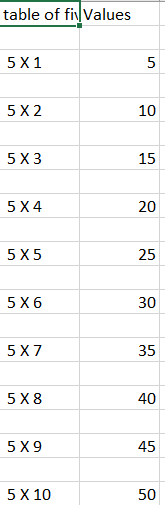 table of fi Values
5 X 1 5
5 X 2 10
5 X 3 15
5 X 4 20
5 X 5 25
5 X 6 30
5 X 7 35
5 X 8 40
5 X 9 45
5 X 10 50